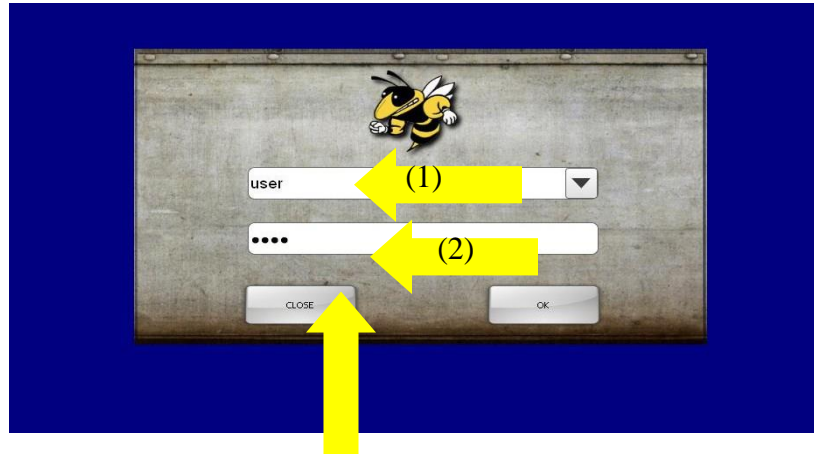 user
(1)
••••
(2)
CLOSE
OK